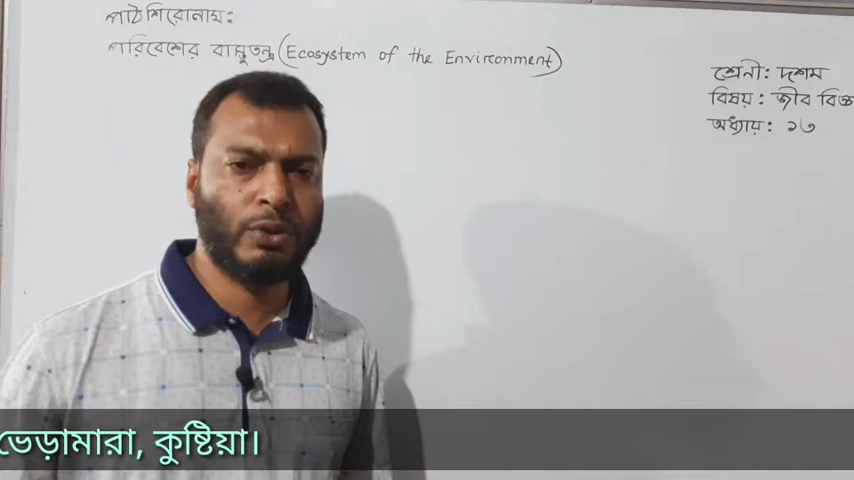 পাঠ শিরোনাম:
পরিবেশের বাস্তুতন্ত্র (Ecosystem of the Environment)
শ্রেনী: দশম
বিষয়: জীব বিজ্ঞ
অধ্যায়: ১৩
ভেড়ামারা, কুষ্টিয়া।